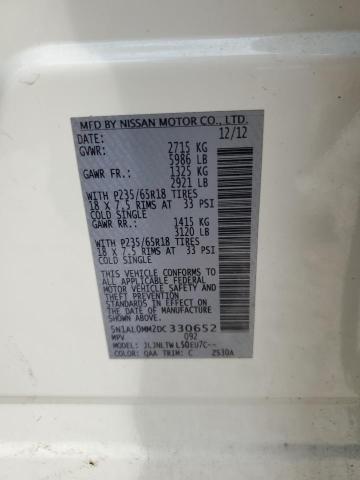 MFD BY NISSAN MOTOR CO., LTD.
DATE: 12/12
GVWR: 2715 KG
5986 LB
GAWR FR.: 1325 KG
2921 LB
WITH P235/65R18 TIRES
18 X 7.5 RIMS AT 33 PSI
COLD SINGLE
GAWR RR.: 1415 KG
3120 LB
WITH P235/65R18 TIRES
18 X 7.5 RIMS AT 33 PSI
COLD SINGLE
THIS VEHICLE CONFORMS TO
ALL APPLICABLE FEDERAL
MOTOR VEHICLE SAFETY AND
THEFT PREVENTION
STANDARDS IN EFFECT ON
THE DATE OF MANUFACTURE
SHOWN ABOVE.
5N1AL0MM2DC330652
MPV 092
MODEL: JLJNLTWL50EU7C--
COLOR: QAA TRIM: C 2530A